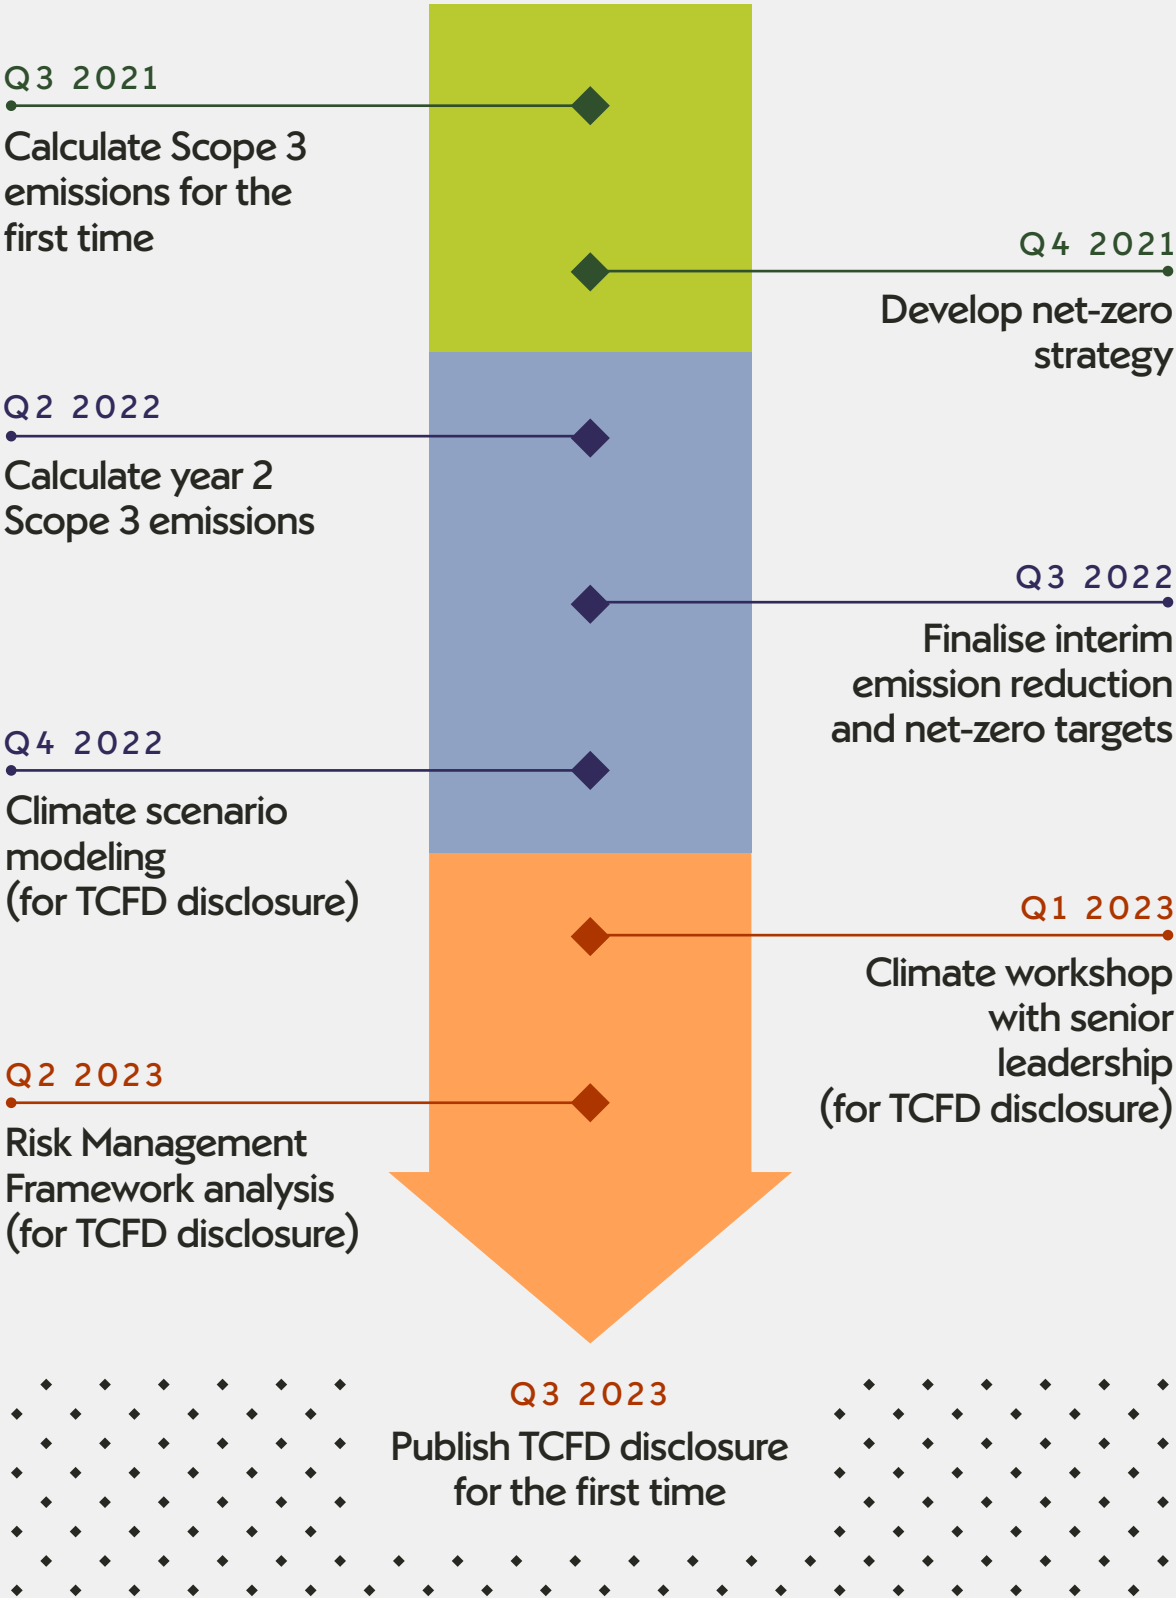 Q3 2021
Calculate Scope 3
emissions for the
first time
Q4 2021
Develop net-zero
strategy
Q2 2022
Calculate year 2
Scope 3 emissions
Q3 2022
Finalise interim
emission reduction
and net-zero targets
Q4 2022
Climate scenario
modeling
(for TCFD disclosure)
Q1 2023
Climate workshop
with senior
leadership
(for TCFD disclosure)
Q2 2023
Risk Management
Framework analysis
(for TCFD disclosure)
Q3 2023
Publish TCFD disclosure
for the first time